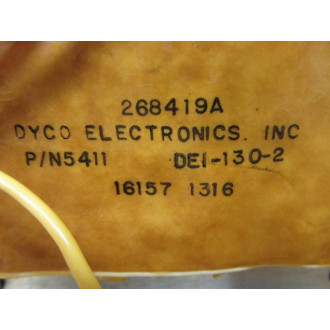 268419A
DYCO ELECTRONICS. INC
P/N5411 DEI-130-2
16157 1316